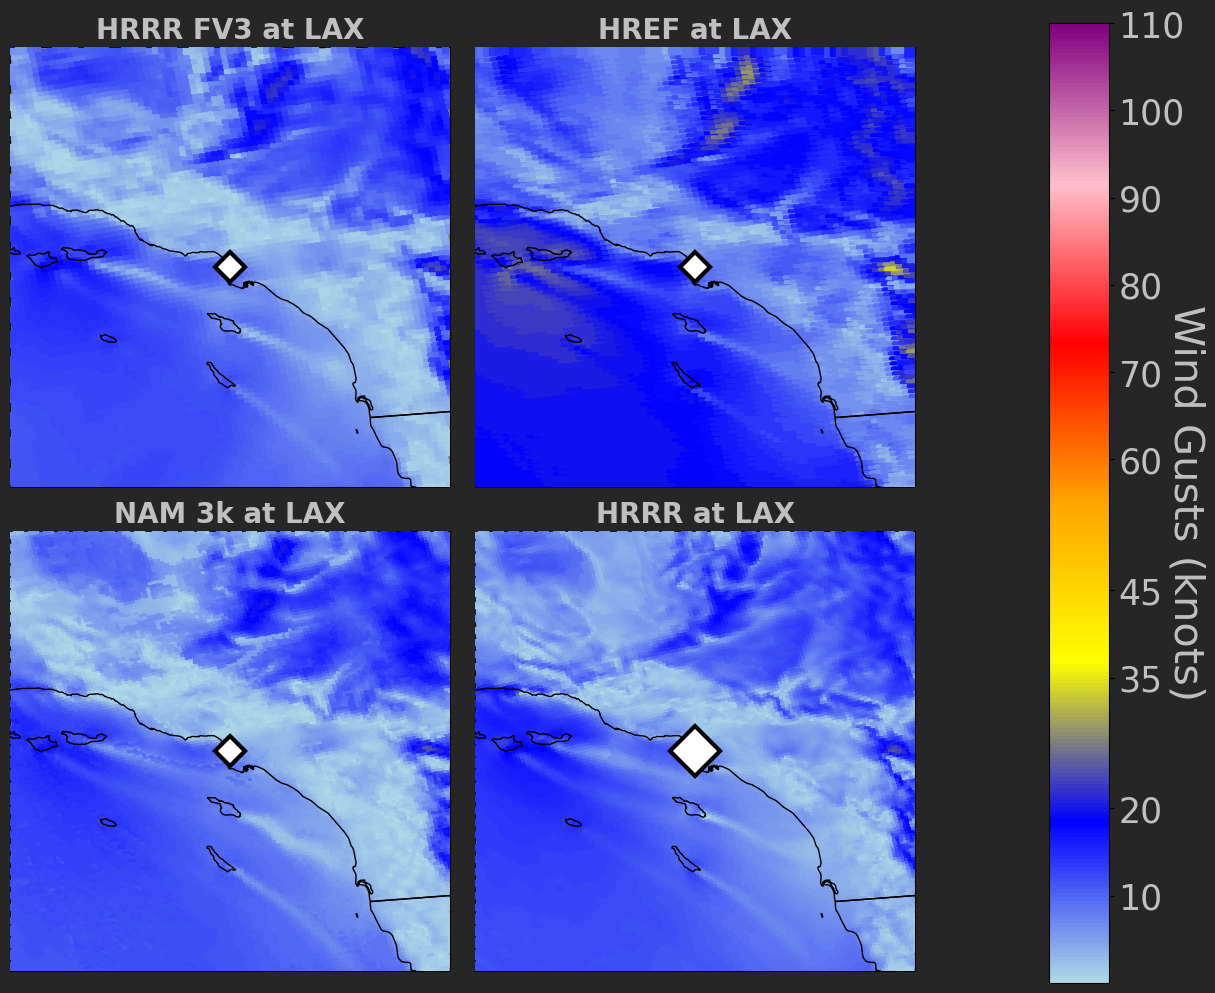 HRRR FV3 at LAX
HREF at LAX
NAM 3k at LAX
HRRR at LAX
110
100
90
80
70
60
45
35
20
10
Wind Gusts (knots)